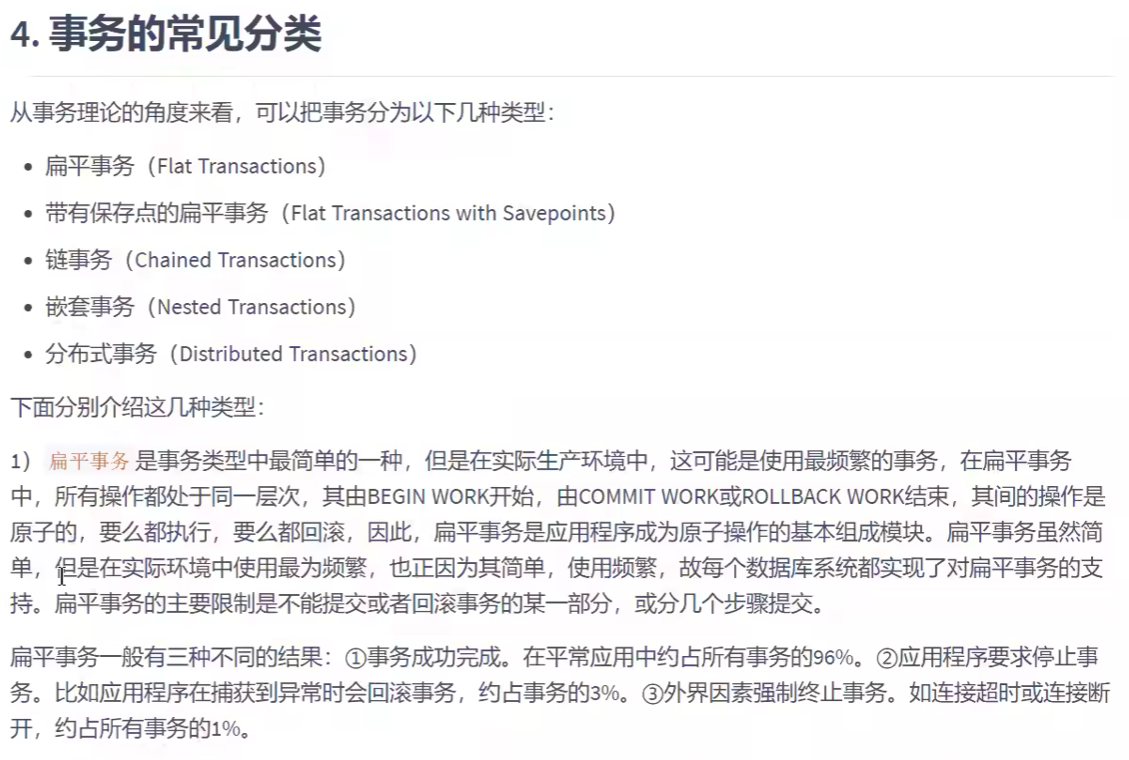 4. 事务的常见分类
从事务理论的角度来看，可以把事务分为以下几种类型：
• 扁平事务（Flat Transactions）
• 带有保存点的扁平事务（Flat Transactions with Savepoints）
• 链事务（Chained Transactions）
• 嵌套事务（Nested Transactions）
• 分布式事务（Distributed Transactions）
下面分别介绍这几种类型：
1） 扁平事务 是事务类型中最简单的一种，但是在实际生产环境中，这可能是使用最频繁的事务，在扁平事务
中，所有操作都处于同一层次，其由BEGIN WORK开始，由COMMIT WORK或ROLLBACK WORK结束，其间的操作是
原子的，要么都执行，要么都回滚，因此，扁平事务是应用程序成为原子操作的基本组成模块。扁平事务虽然简
单，但是在实际环境中使用最为频繁，也正因为其简单，使用频繁，故每个数据库系统都实现了对扁平事务的支
持。扁平事务的主要限制是不能提交或者回滚事务的某一部分，或分几个步骤提交。
扁平事务一般有三种不同的结果：①事务成功完成。在平常应用中约占所有事务的96%。②应用程序要求停止事
务。比如应用程序在捕获到异常时会回滚事务，约占事务的3%。③外界因素强制终止事务。如连接超时或连接断
开，约占所有事务的1%。